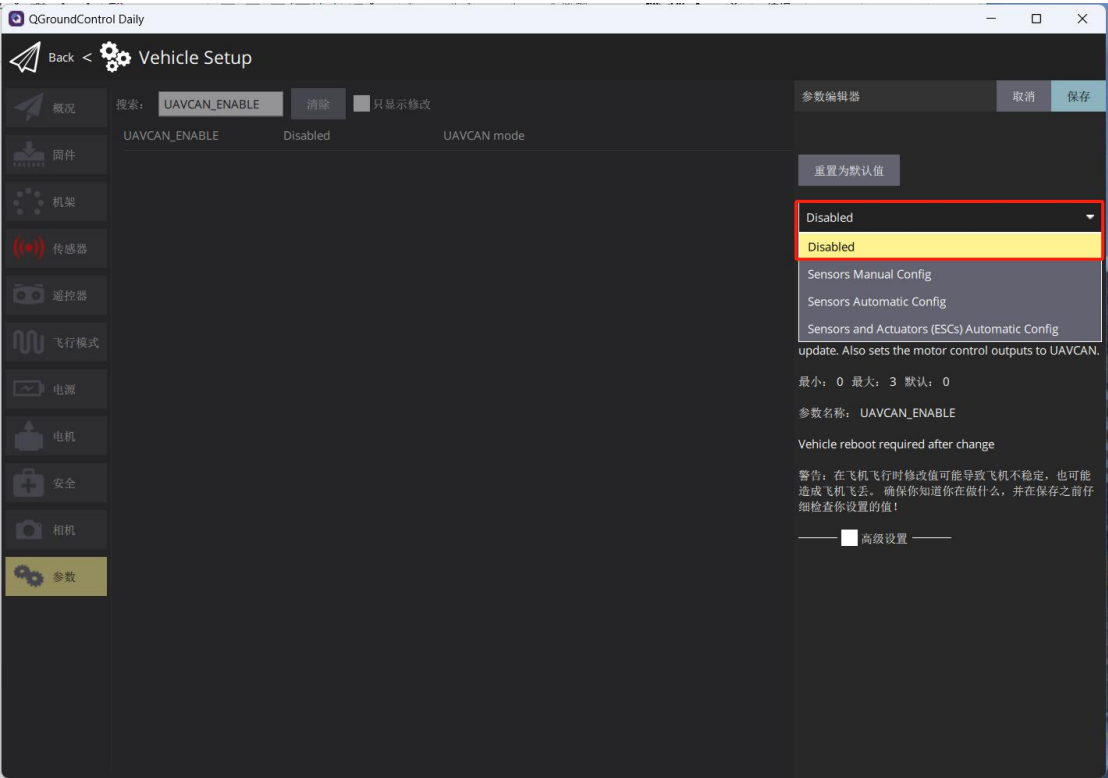 QGroundControl Daily
Back < Vehicle Setup
概况
固件
机架
传感器
遥控器
飞行模式
电源
电机
安全
相机
参数
搜索： UAVCAN_ENABLE 清除 只显示修改
UAVCAN_ENABLE Disabled UAVCAN mode
参数编辑器 取消 保存
重置为默认值
Disabled
Disabled
Sensors Manual Config
Sensors Automatic Config
Sensors and Actuators (ESCs) Automatic Config
update. Also sets the motor control outputs to UAVCAN.
最小： 0 最大： 3 默认： 0
参数名称： UAVCAN_ENABLE
Vehicle reboot required after change
警告：在飞机飞行时修改值可能导致飞机不稳定，也可能
造成飞机飞丢。 确保你知道你在做什么，并在保存之前仔
细检查你设置的值！
高级设置